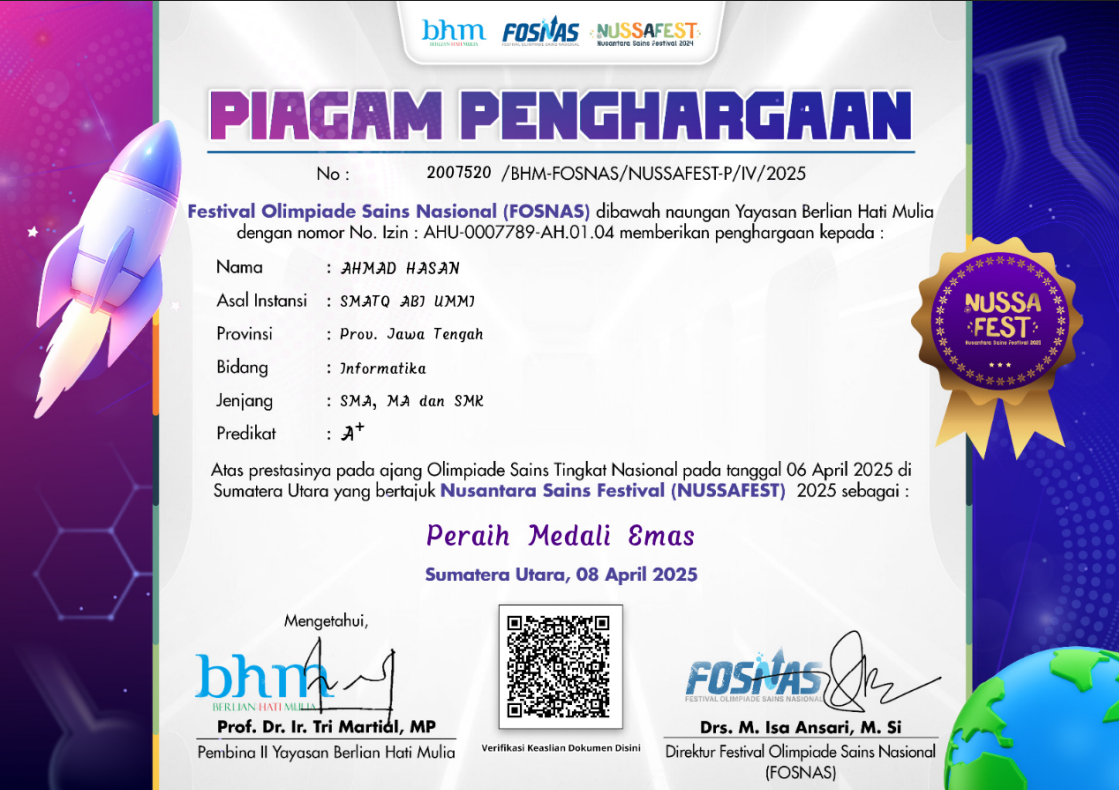 bhm FOSNAS NUSSAFEST
BERLIAN HATI MULIA FESTIVAL OLIMPIADE SAINS NASIONAL Nusantara Sains Festival 2024
PIAGAM PENGHARGAAN
No : 2007520 /BHM-FOSNAS/NUSSAFEST-P/IV/2025
Festival Olimpiade Sains Nasional (FOSNAS) dibawah naungan Yayasan Berlian Hati Mulia
dengan nomor No. Izin : AHU-0007789-AH.01.04 memberikan penghargaan kepada :
Nama : AHMAD HASAN
Asal Instansi : SMATQ ABI UMMI
Provinsi : Prov. Jawa Tengah
Bidang : Informatika
Jenjang : SMA, MA dan SMK
Predikat : A+
NUSSA
FEST
Nusantara Sains Festival 2025
Atas prestasinya pada ajang Olimpiade Sains Tingkat Nasional pada tanggal 06 April 2025 di
Sumatera Utara yang bertajuk Nusantara Sains Festival (NUSSAFEST) 2025 sebagai :
Peraih Medali Emas
Sumatera Utara, 08 April 2025
Mengetahui,
bhm
BERLIAN HATI MULIA
Prof. Dr. Ir. Tri Martial, MP
Pembina II Yayasan Berlian Hati Mulia
Verifikasi Keaslian Dokumen Disini
FOSNAS
FESTIVAL OLIMPIADE SAINS NASIONAL
Drs. M. Isa Ansari, M. Si
Direktur Festival Olimpiade Sains Nasional
(FOSNAS)